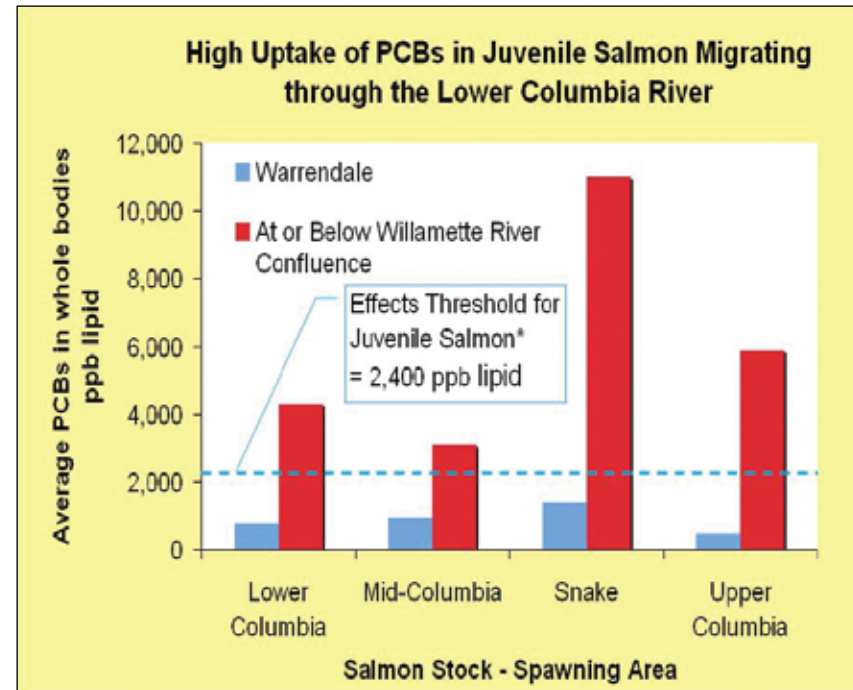 High Uptake of PCBs in Juvenile Salmon Migrating
through the Lower Columbia River
Average PCBs in whole bodies
ppb lipid
12,000
10,000
8,000
6,000
4,000
2,000
0
Warrendale
At or Below Willamette River
Confluence
Effects Threshold for
Juvenile Salmon*
= 2,400 ppb lipid
Lower
Columbia
Mid-Columbia
Snake
Upper
Columbia
Salmon Stock - Spawning Area